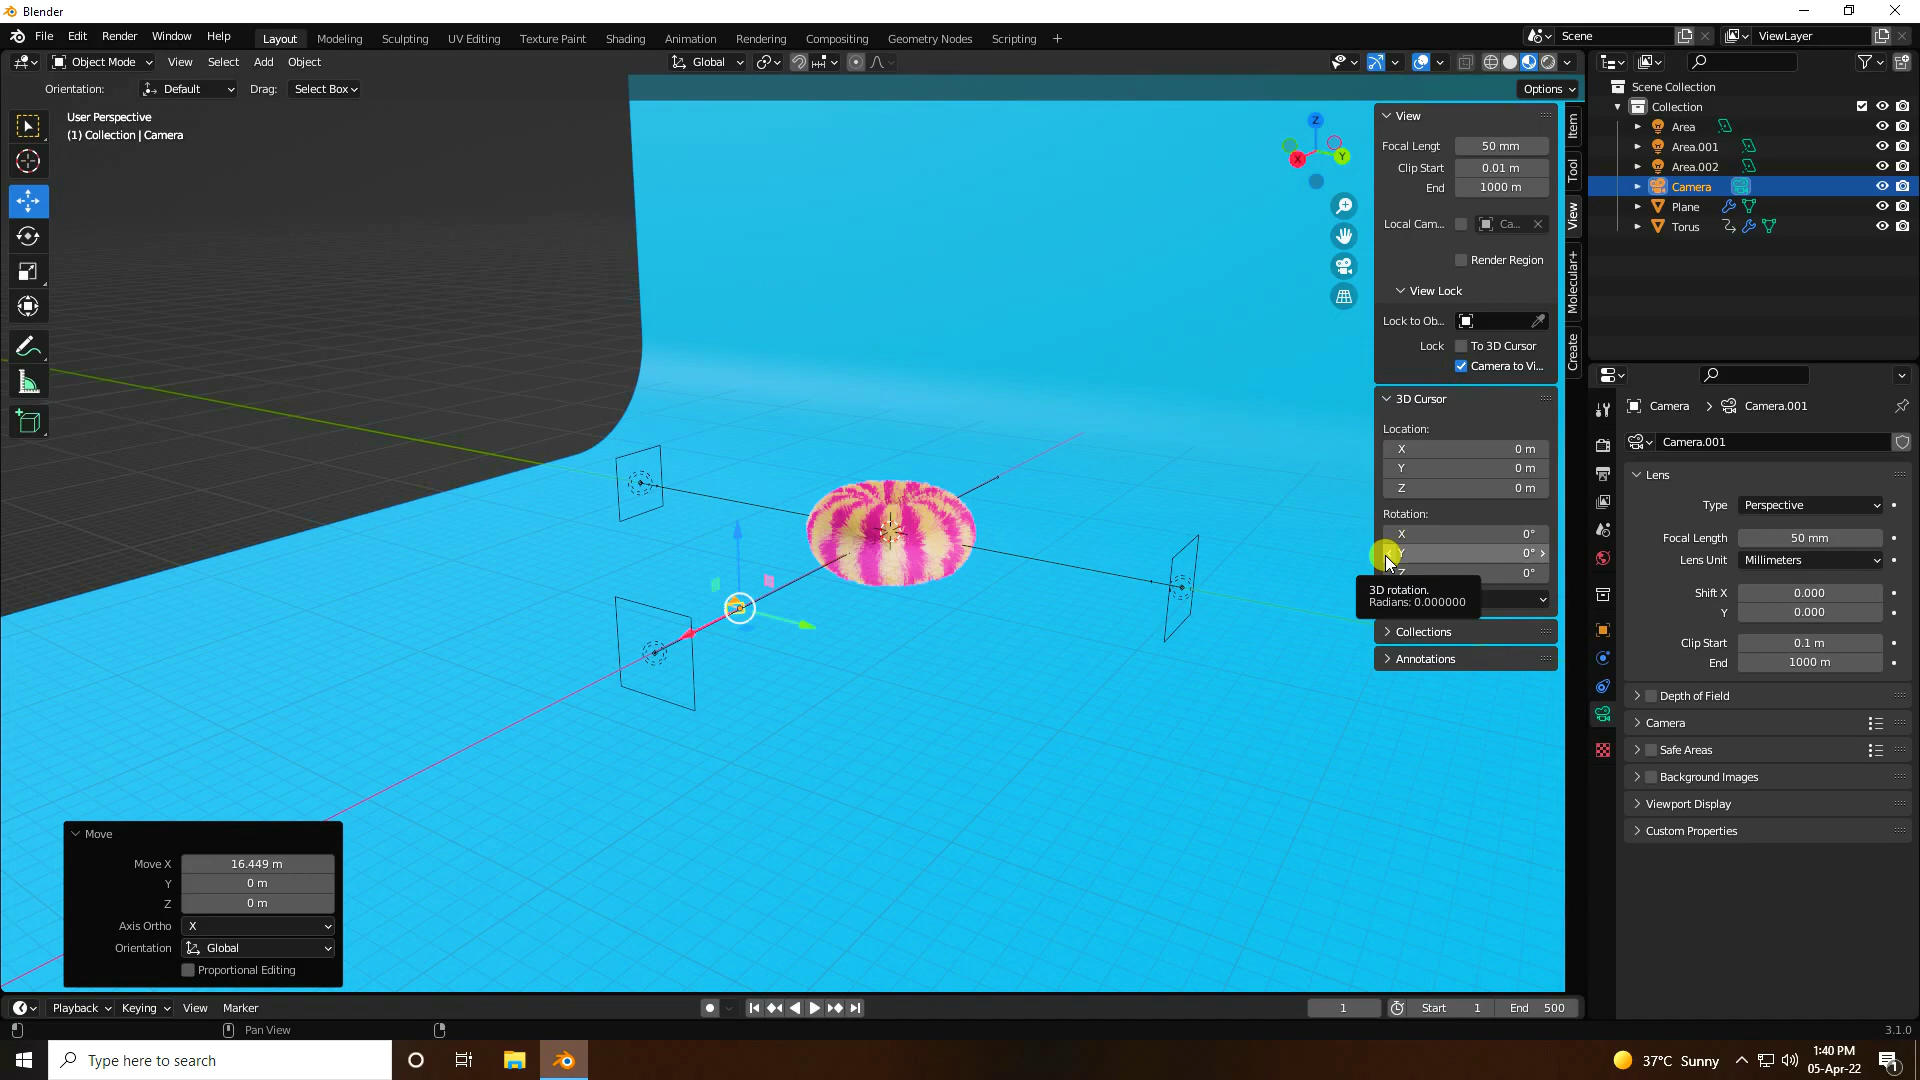 Blender
File Edit Render Window Help
Layout Modeling Sculpting UV Editing Texture Paint Shading Animation Rendering Compositing Geometry Nodes Scripting +
Scene
ViewLayer
Object Mode View Select Add Object
Global
Orientation: Default Drag: Select Box
Options
User Perspective
(1) Collection | Camera
Z
Y
X
View
Focal Lengt 50 mm
Clip Start 0.01 m
End 1000 m
Local Cam... Ca...
Render Region
View Lock
Lock to Ob...
Lock To 3D Cursor
Camera to Vi...
3D Cursor
Location:
X 0 m
Y 0 m
Z 0 m
Rotation:
X 0°
Y 0°
Z 0°
3D rotation.
Radians: 0.000000
Collections
Annotations
Item
Tool
View
Molecular+
Create
Scene Collection
Collection
Area
Area.001
Area.002
Camera
Plane
Torus
Camera > Camera.001
Camera.001
Lens
Type Perspective
Focal Length 50 mm
Lens Unit Millimeters
Shift X 0.000
Y 0.000
Clip Start 0.1 m
End 1000 m
Depth of Field
Camera
Safe Areas
Background Images
Viewport Display
Custom Properties
Move
Move X 16.449 m
Y 0 m
Z 0 m
Axis Ortho X
Orientation Global
Proportional Editing
Playback Keying View Marker
1 Start 1 End 500
Pan View
3.1.0
Type here to search
37°C Sunny
1:40 PM
05-Apr-22
1